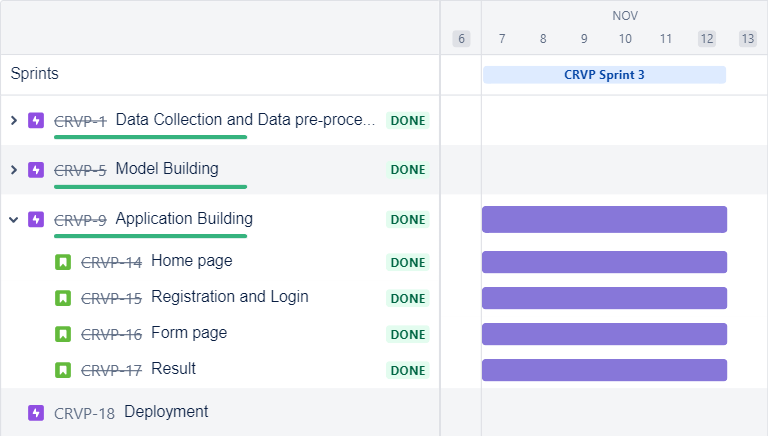 NOV
6 7 8 9 10 11 12 13
Sprints CRVP Sprint 3
CRVP-1 Data Collection and Data pre-proce... DONE
CRVP-5 Model Building DONE
CRVP-9 Application Building DONE
CRVP-14 Home page DONE
CRVP-15 Registration and Login DONE
CRVP-16 Form page DONE
CRVP-17 Result DONE
CRVP-18 Deployment